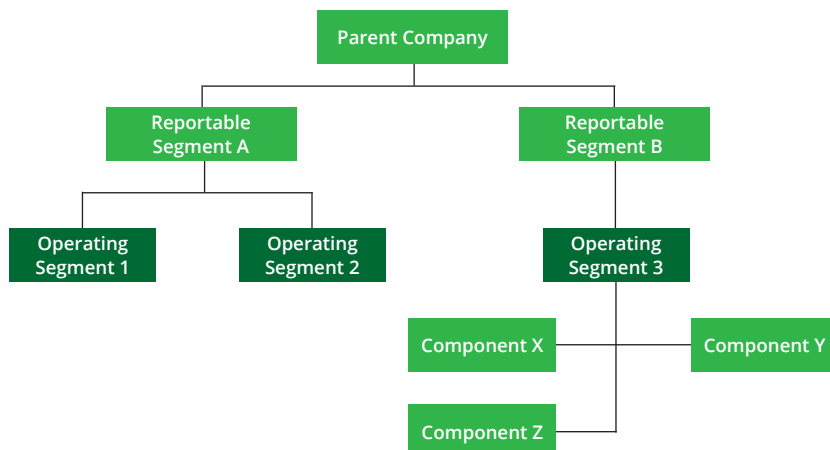 Parent Company
Reportable
Segment A
Reportable
Segment B
Operating
Segment 1
Operating
Segment 2
Operating
Segment 3
Component X
Component Y
Component Z